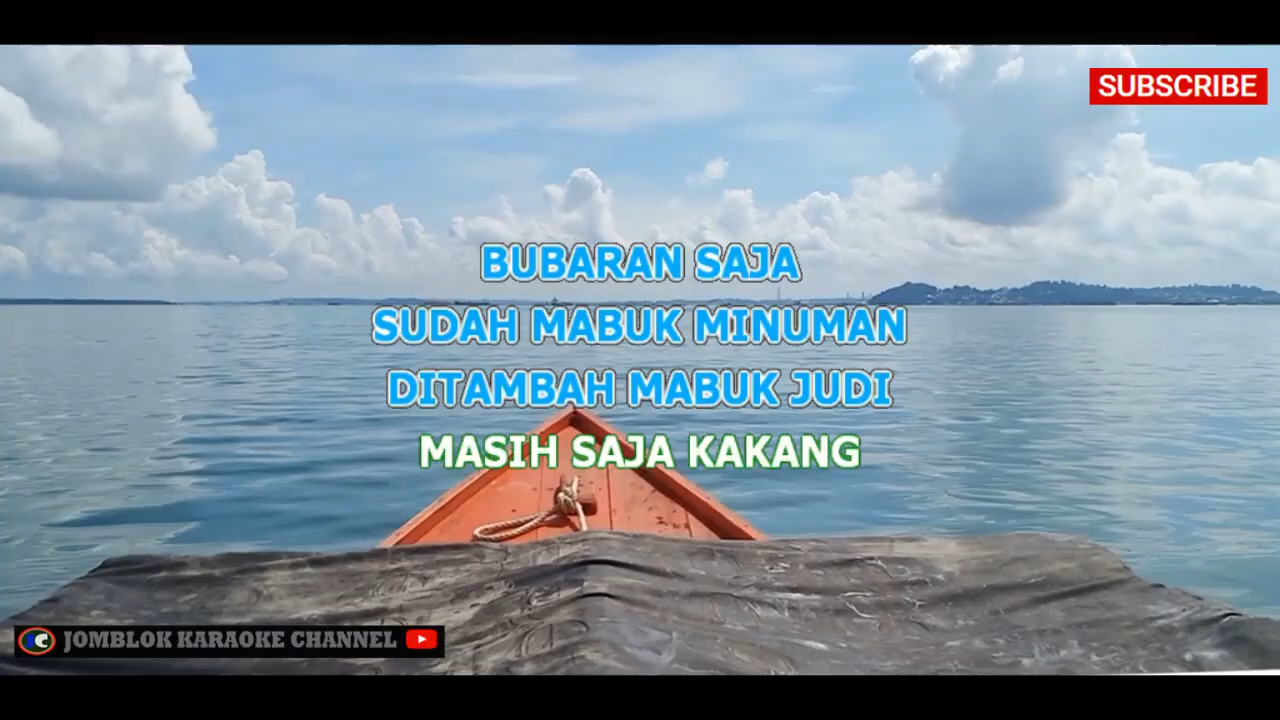 SUBSCRIBE
BUBARAN SAJA
SUDAH MABUK MINUMAN
DITAMBAH MABUK JUDI
MASIH SAJA KAKANG
JOMBLOK KARAOKE CHANNEL